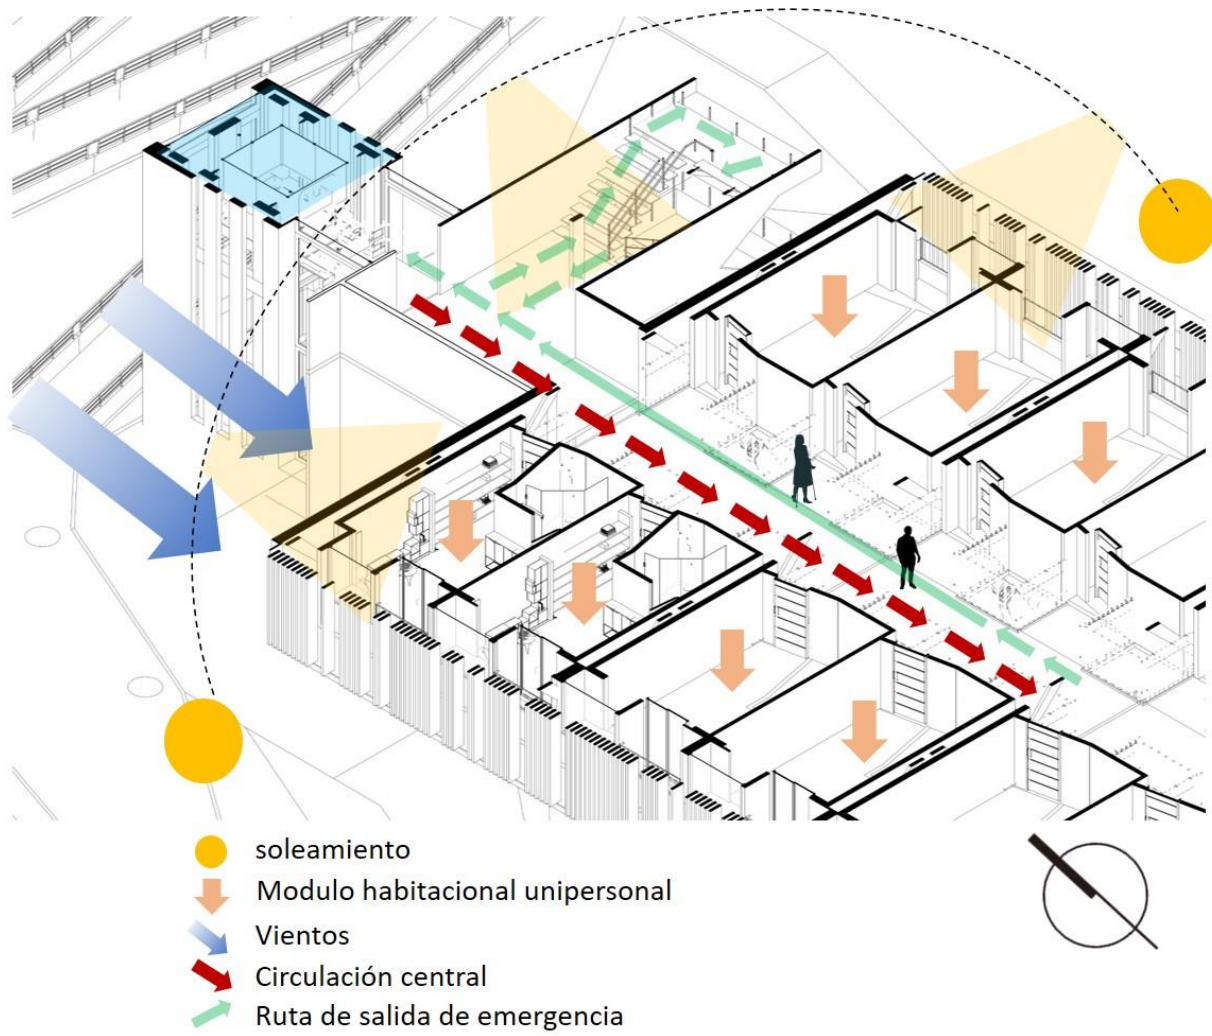 soleamiento
Modulo habitacional unipersonal
Vientos
Circulación central
Ruta de salida de emergencia